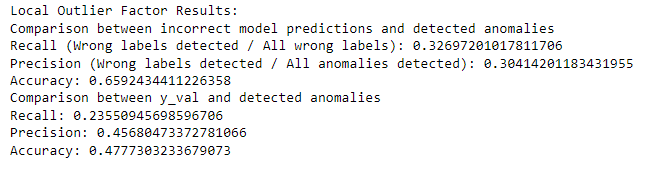 Local Outlier Factor Results:
Comparison between incorrect model predictions and detected anomalies
Recall (Wrong labels detected / All wrong labels): 0.32697201017811706
Precision (Wrong labels detected / All anomalies detected): 0.30414201183431955
Accuracy: 0.6592434411226358
Comparison between y_val and detected anomalies
Recall: 0.23550945698596706
Precision: 0.45680473372781066
Accuracy: 0.4777303233679073